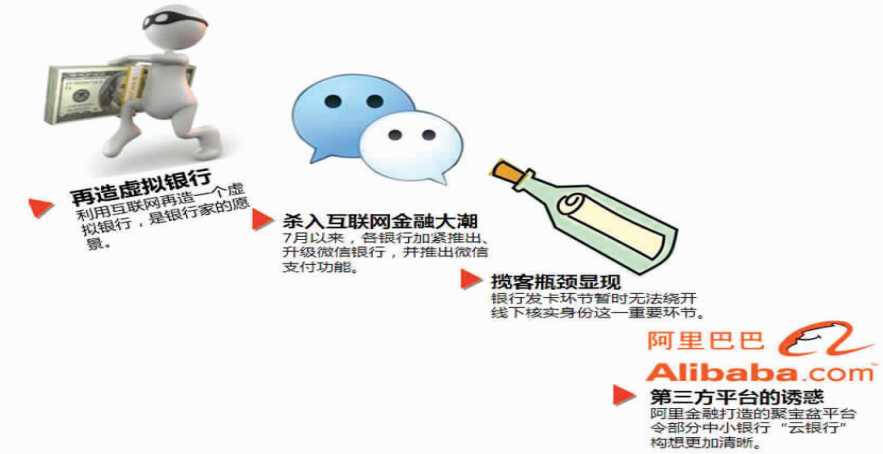 再造虚拟银行
利用互联网再造一个虚
拟银行，是银行家的愿
景。
杀入互联网金融大潮
7月以来，各银行加紧推出、
升级微信银行，并推出微信
支付功能。
揽客瓶颈显现
银行发卡环节暂时无法绕开
线下核实身份这一重要环节。
阿里巴巴
Alibaba.com
第三方平台的诱惑
阿里金融打造的聚宝盆平台
令部分中小银行“云银行”
构想更加清晰。